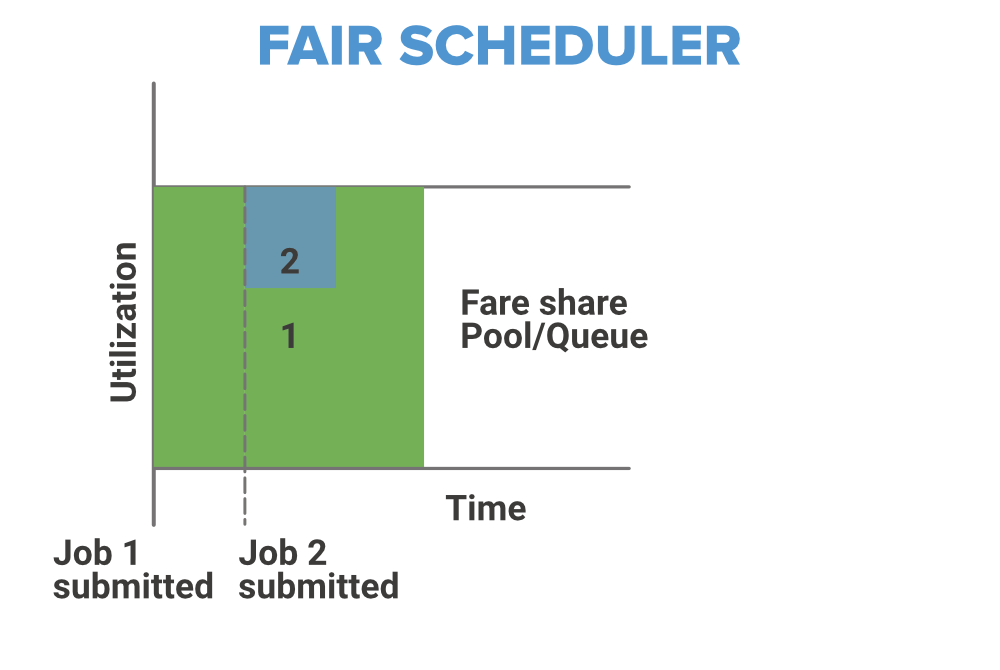 FAIR SCHEDULER
Utilization
2
1
Fare share
Pool/Queue
Time
Job 1
submitted
Job 2
submitted